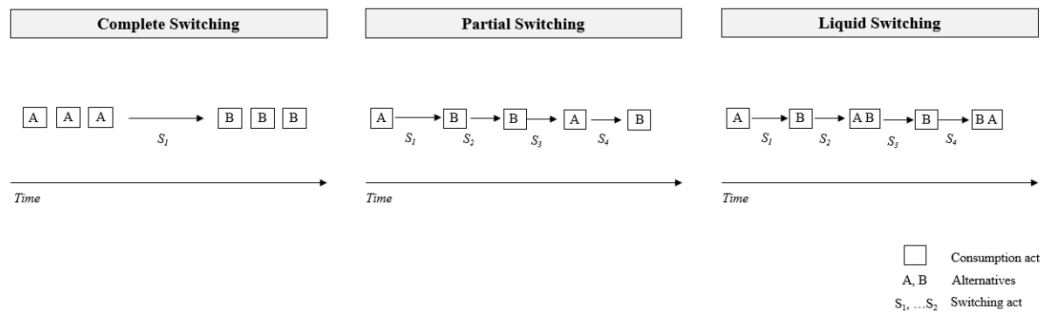 Complete Switching
Partial Switching
Liquid Switching
A A A B B B
S1
A B B A B
S1 S2 S3 S4
A B A B B B A
S1 S2 S3 S4
Time
Time
Time
Consumption act
A, B Alternatives
S1, …S2 Switching act